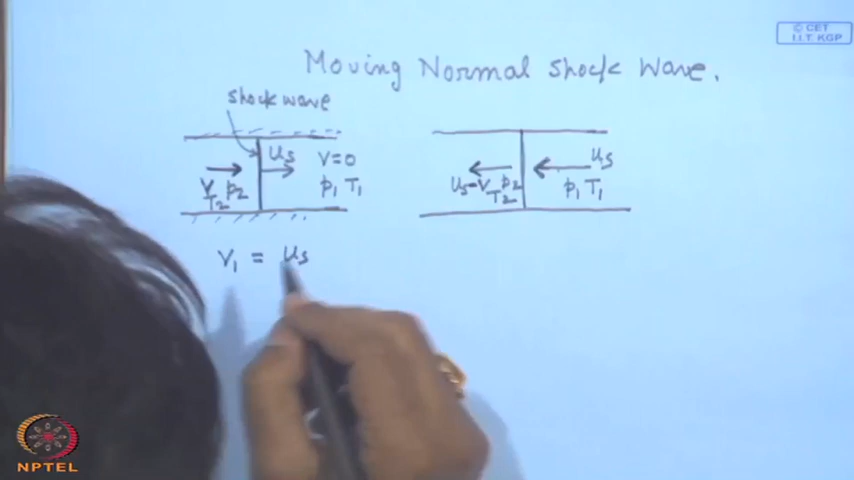 © CET
I.I.T. KGP
Moving Normal Shock Wave.
shock wave
us V=0
V p2 p1 T1
T2
us
us-V p2 p1 T1
T2
V1 = us
NPTEL